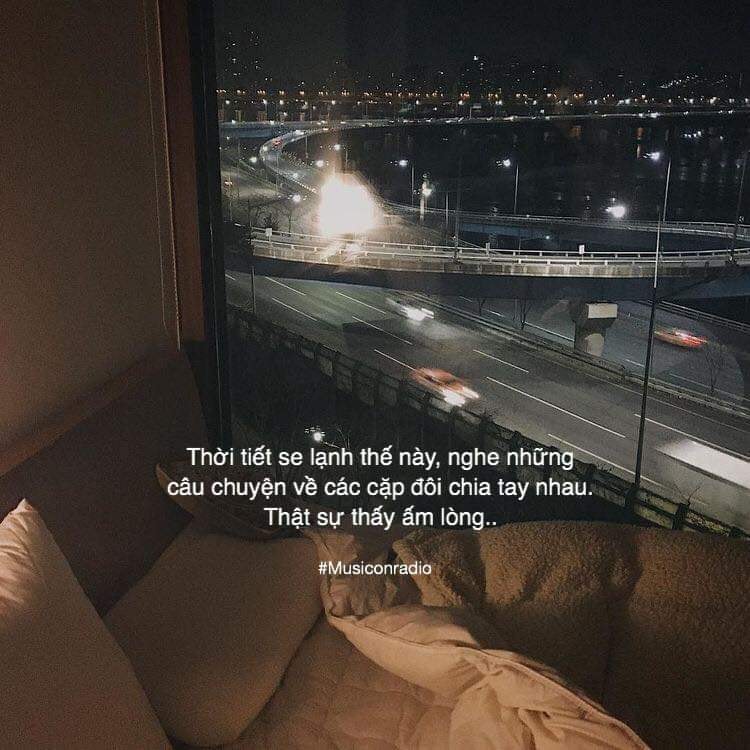 Thời tiết se lạnh thế này, nghe những
câu chuyện về các cặp đôi chia tay nhau.
Thật sự thấy ấm lòng..
#Musiconradio